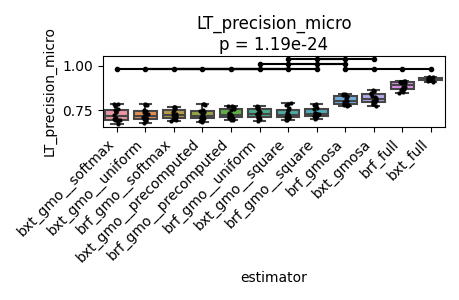 LT_precision_micro
p = 1.19e-24
LT_precision_micro
1.00
0.75
bxt_gmo__softmax
bxt_gmo__uniform
brf_gmo__softmax
bxt_gmo__precomputed
brf_gmo__precomputed
brf_gmo__uniform
bxt_gmo__square
brf_gmo__square
brf_gmosa
bxt_gmosa
brf_full
bxt_full
estimator